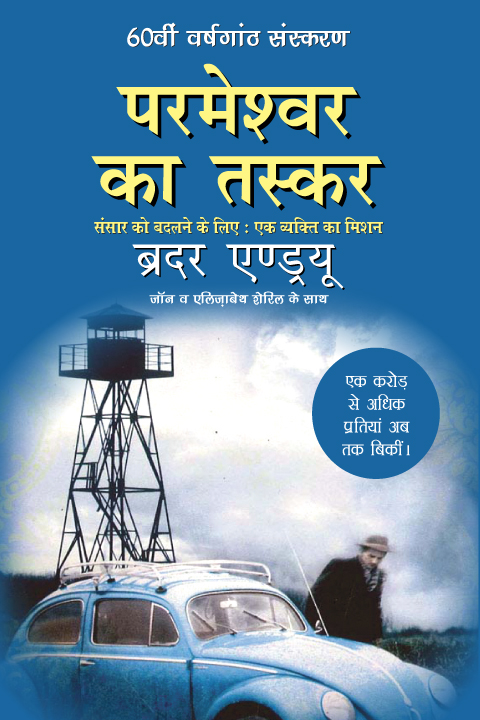 60वीं वर्षगांठ संस्करण
परमेश्वर
का तस्कर
संसार को बदलने के लिए : एक व्यक्ति का मिशन
ब्रदर एण्ड्रयू
जॉन व एलिज़ाबेथ शेरिल के साथ
एक करोड़
से अधिक
प्रतियां अब
तक बिकीं।